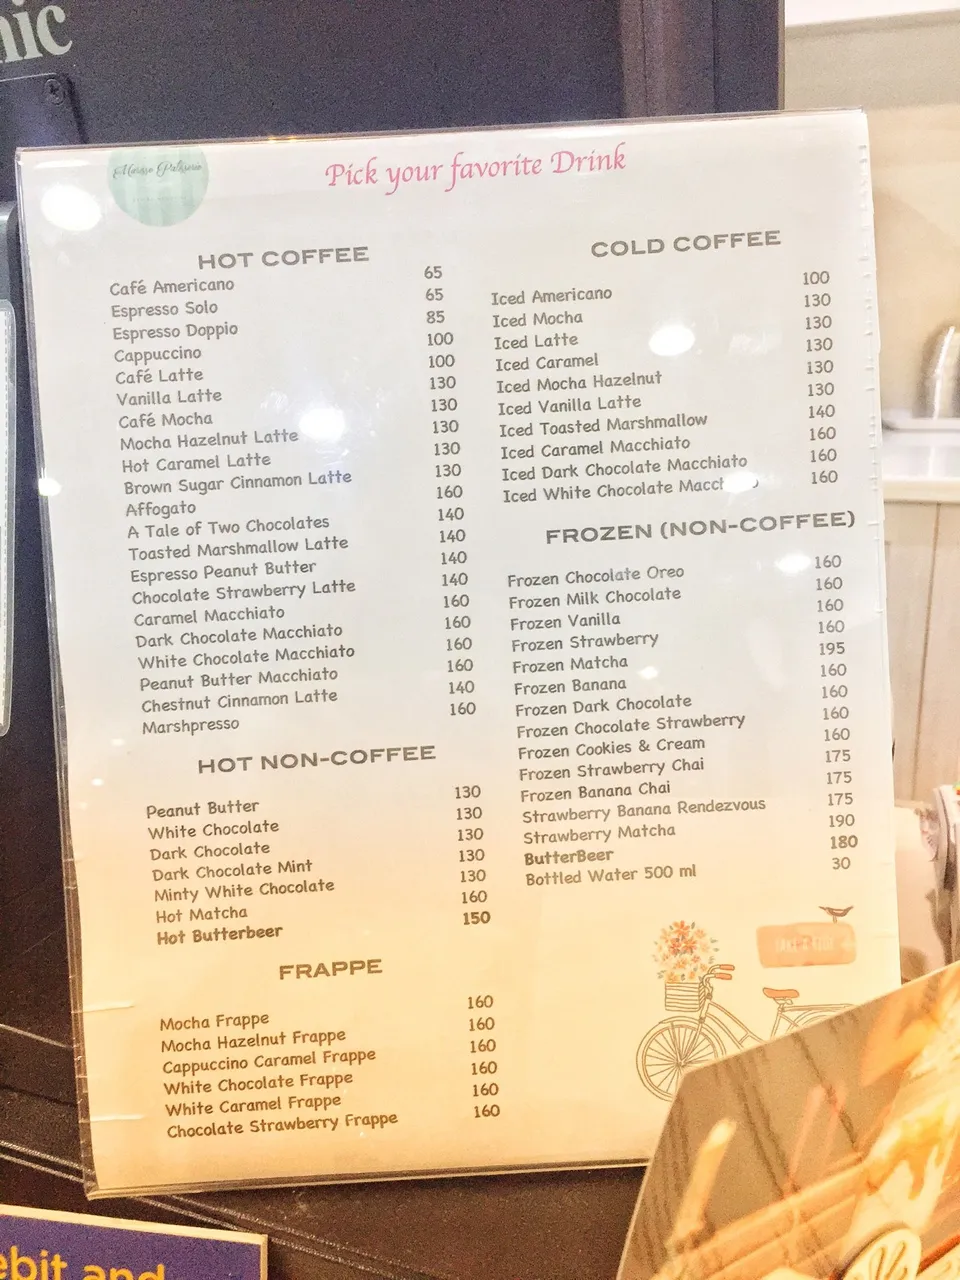 Pick your favorite Drink
HOT COFFEE
Café Americano 65
Espresso Solo 65
Espresso Doppio 85
Cappuccino 100
Café Latte 100
Vanilla Latte 130
Café Mocha 130
Mocha Hazelnut Latte 130
Hot Caramel Latte 130
Brown Sugar Cinnamon Latte 130
Affogato 160
A Tale of Two Chocolates 140
Toasted Marshmallow Latte 140
Espresso Peanut Butter 140
Chocolate Strawberry Latte 140
Caramel Macchiato 160
Dark Chocolate Macchiato 160
White Chocolate Macchiato 160
Peanut Butter Macchiato 160
Chestnut Cinnamon Latte 140
Marshpresso 160
HOT NON-COFFEE
Peanut Butter 130
White Chocolate 130
Dark Chocolate 130
Dark Chocolate Mint 130
Minty White Chocolate 130
Hot Matcha 160
Hot Butterbeer 150
FRAPPE
Mocha Frappe 160
Mocha Hazelnut Frappe 160
Cappuccino Caramel Frappe 160
White Chocolate Frappe 160
White Caramel Frappe 160
Chocolate Strawberry Frappe 160
COLD COFFEE
Iced Americano 100
Iced Mocha 130
Iced Latte 130
Iced Caramel 130
Iced Mocha Hazelnut 130
Iced Vanilla Latte 130
Iced Toasted Marshmallow 140
Iced Caramel Macchiato 160
Iced Dark Chocolate Macchiato 160
Iced White Chocolate 160
FROZEN (NON-COFFEE)
Frozen Chocolate Oreo 160
Frozen Milk Chocolate 160
Frozen Vanilla 160
Frozen Strawberry 160
Frozen Matcha 195
Frozen Banana 160
Frozen Dark Chocolate 160
Frozen Chocolate Strawberry 160
Frozen Cookies & Cream 160
Frozen Strawberry Chai 175
Frozen Banana Chai 175
Strawberry Banana Rendezvous 175
Strawberry Matcha 190
ButterBeer 180
Bottled Water 500 ml 30
and